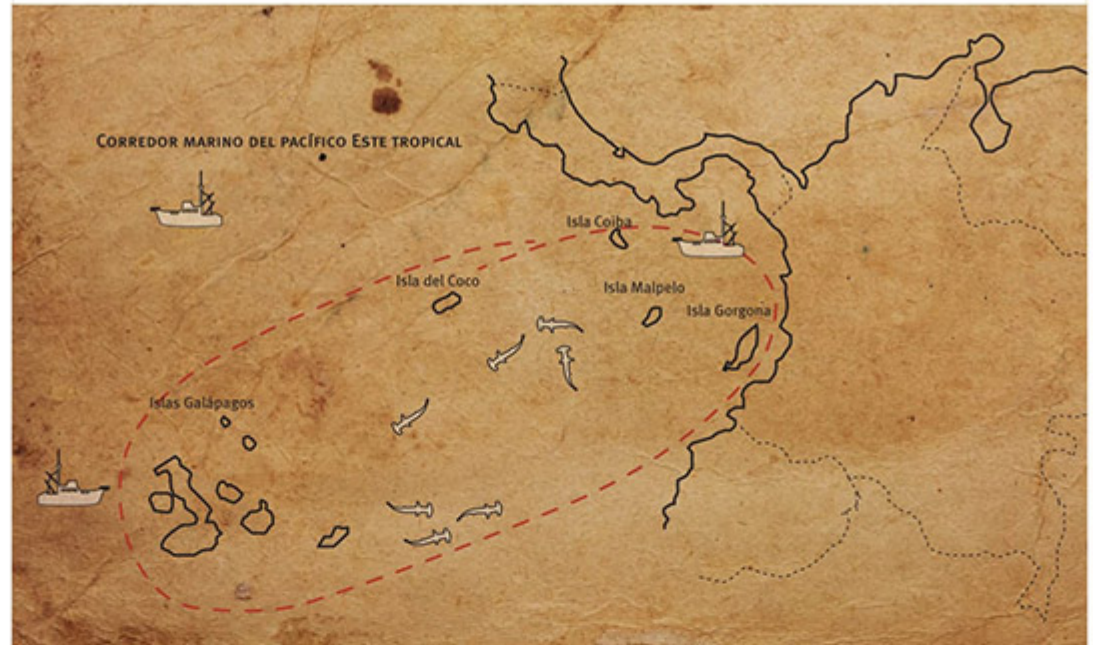 Corredor marino del pacífico Este tropical
Isla Coiba
Isla del Coco
Isla Malpelo
Isla Gorgona
Islas Galápagos